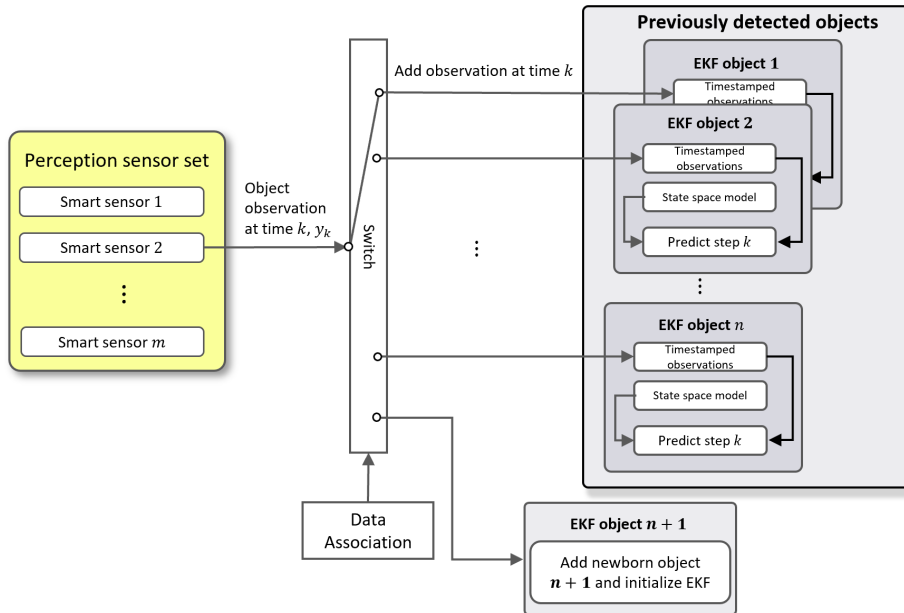 Previously detected objects
EKF object 1
Timestamped
observations
Add observation at time k
EKF object 2
Timestamped
observations
State space model
Predict step k
Perception sensor set
Smart sensor 1
Smart sensor 2
⋮
Smart sensor m
Object
observation
at time k, yₖ
Switch
⋮
⋮
EKF object n
Timestamped
observations
State space model
Predict step k
Data
Association
EKF object n + 1
Add newborn object
n + 1 and initialize EKF